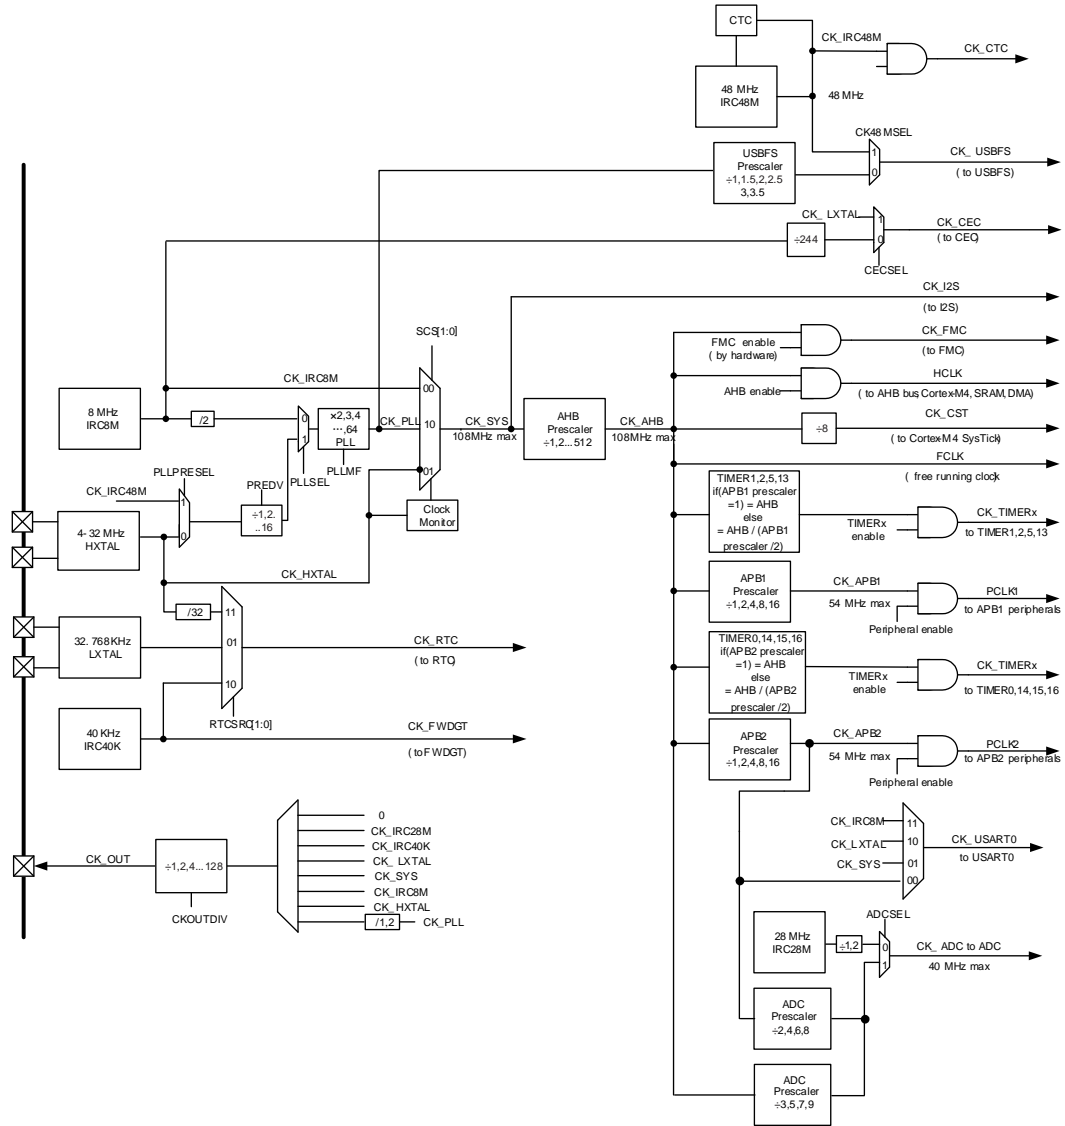 CTC
CK_IRC48M
CK_CTC
48 MHz
IRC48M
48 MHz
CK48MSEL
USBFS
Prescaler
÷1,1.5,2,2.5
3,3.5
1
0
CK_ USBFS
( to USBFS)
CK_ LXTAL
÷244
1
0
CECSEL
CK_CEC
( to CEC)
CK_I2S
( to I2S)
SCS[1:0]
FMC enable
( by hardware)
CK_FMC
( to FMC)
AHB enable
HCLK
( to AHB bus,Cortex-M4, SRAM, DMA)
8 MHz
IRC8M
CK_IRC8M
/2
0
1
PLLSEL
×2,3,4
…,64
PLL
PLLMF
CK_PLL
00
10
01
CK_SYS
108MHz max
AHB
Prescaler
÷1,2...512
CK_AHB
108MHz max
÷8
CK_CST
( to Cortex-M4 SysTick)
FCLK
( free running clock)
PLLPRESEL
CK_IRC48M
1
0
PREDV
÷1,2.
..16
Clock
Monitor
4-32 MHz
HXTAL
CK_HXTAL
TIMER1,2,5,13
if(APB1 prescaler
=1) = AHB
else
= AHB / (APB1
prescaler /2)
TIMERx
enable
CK_TIMERx
to TIMER1,2,5,13
APB1
Prescaler
÷1,2,4,8,16
CK_APB1
54 MHz max
Peripheral enable
PCLK1
to APB1 peripherals
/32
11
01
10
RTCSRC[1:0]
32.768KHz
LXTAL
CK_RTC
( to RTC)
40 KHz
IRC40K
CK_FWDGT
( to FWDGT)
TIMER0,14,15,16
if(APB2 prescaler
=1) = AHB
else
= AHB / (APB2
prescaler /2)
TIMERx
enable
CK_TIMERx
to TIMER0,14,15,16
APB2
Prescaler
÷1,2,4,8,16
CK_APB2
54 MHz max
Peripheral enable
PCLK2
to APB2 peripherals
CK_OUT
÷1,2,4...128
CKOUTDIV
0
CK_IRC28M
CK_IRC40K
CK_ LXTAL
CK_SYS
CK_IRC8M
CK_HXTAL
/1,2
CK_PLL
CK_IRC8M
CK_LXTAL
CK_SYS
11
10
01
00
CK_USART0
to USART0
28 MHz
IRC28M
÷1,2
ADCSEL
0
1
CK_ ADC to ADC
40 MHz max
ADC
Prescaler
÷2,4,6,8
ADC
Prescaler
÷3,5,7,9